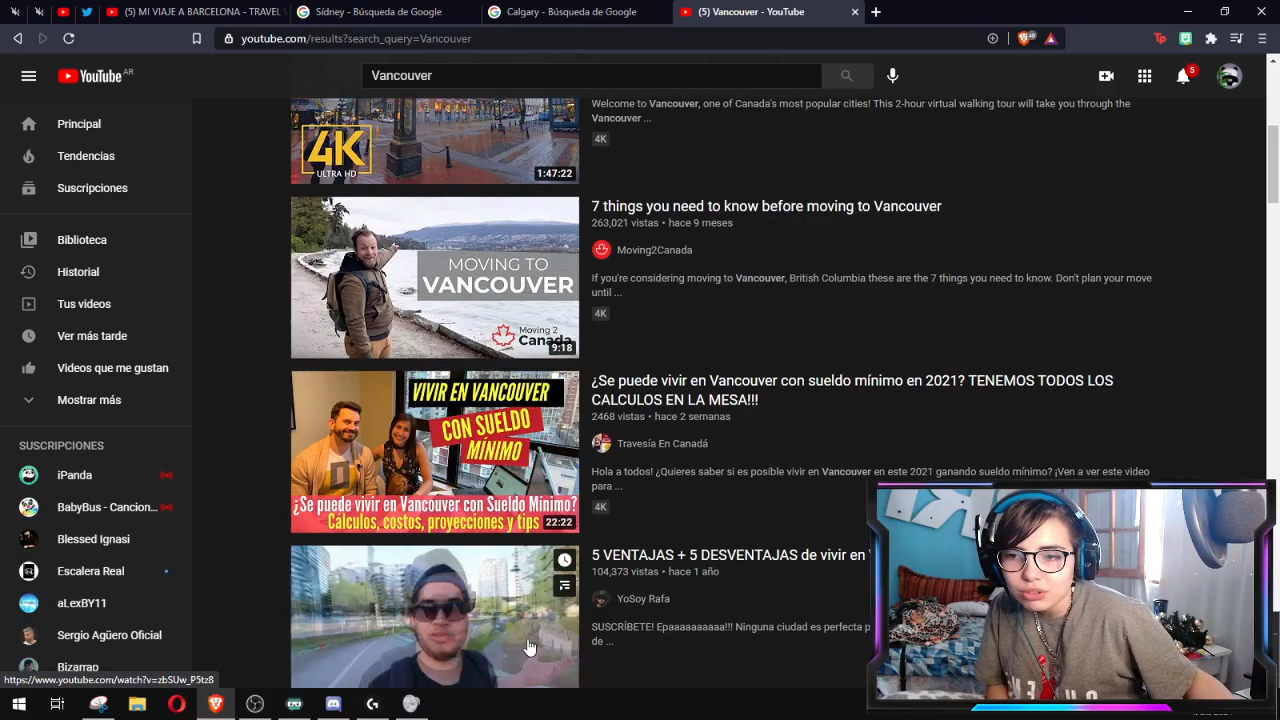 (5) MI VIAJE A BARCELONA - TRAVEL
Sídney - Búsqueda de Google
Calgary - Búsqueda de Google
(5) Vancouver - YouTube
youtube.com/results?search_query=Vancouver
YouTube AR
Vancouver
5
Principal
Tendencias
Suscripciones
Biblioteca
Historial
Tus videos
Ver más tarde
Videos que me gustan
Mostrar más
SUSCRIPCIONES
iPanda
BabyBus - Cancion...
Blessed Ignasi
Escalera Real
aLexBY11
Sergio Agüero Oficial
Bizarrap
https://www.youtube.com/watch?v=zbSUw_P5tz8
4K
ULTRA HD
1:47:22
Welcome to Vancouver, one of Canada's most popular cities! This 2-hour virtual walking tour will take you through the
Vancouver ...
4K
MOVING TO
VANCOUVER
Moving 2
Canada
9:18
7 things you need to know before moving to Vancouver
263,021 vistas • hace 9 meses
Moving2Canada
If you're considering moving to Vancouver, British Columbia these are the 7 things you need to know. Don't plan your move
until ...
4K
VIVIR EN VANCOUVER
CON SUELDO
MÍNIMO
¿Se puede vivir en Vancouver con Sueldo Mínimo?
Cálculos, costos, proyecciones y tips
22:22
¿Se puede vivir en Vancouver con sueldo mínimo en 2021? TENEMOS TODOS LOS
CALCULOS EN LA MESA!!!
2468 vistas • hace 2 semanas
Travesía En Canadá
Hola a todos! ¿Quieres saber si es posible vivir en Vancouver en este 2021 ganando sueldo mínimo? ¡Ven a ver este video
para ...
4K
5 VENTAJAS + 5 DESVENTAJAS de vivir en
104,373 vistas • hace 1 año
YoSoy Rafa
SUSCRÍBETE! Epaaaaaaaaaa!!! Ninguna ciudad es perfecta p
de ...